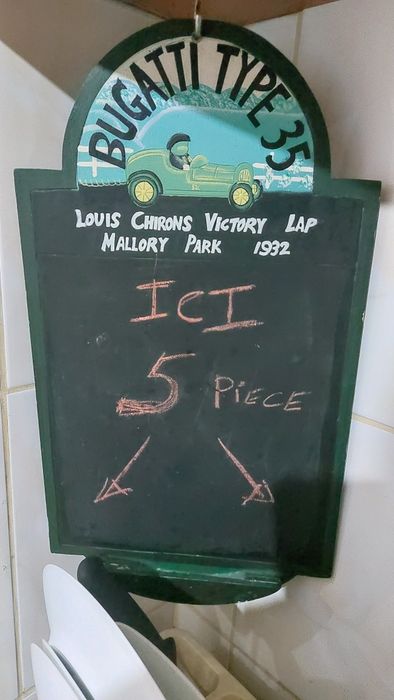 BUGATTI TYPE 35
LOUIS CHIRONS VICTORY LAP
MALLORY PARK 1932
ICI
5 PIECE